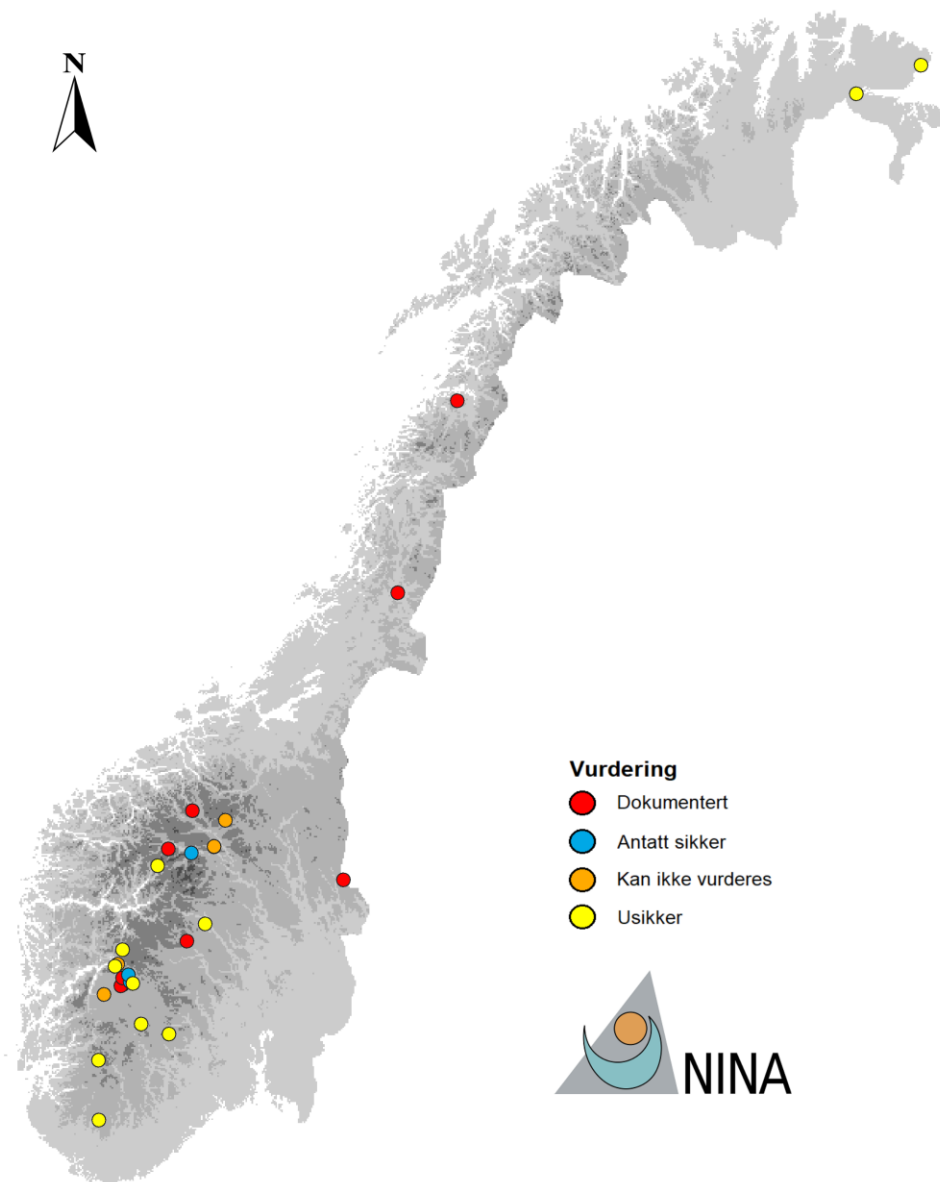 N
Vurdering
Dokumentert
Antatt sikker
Kan ikke vurderes
Usikker
NINA